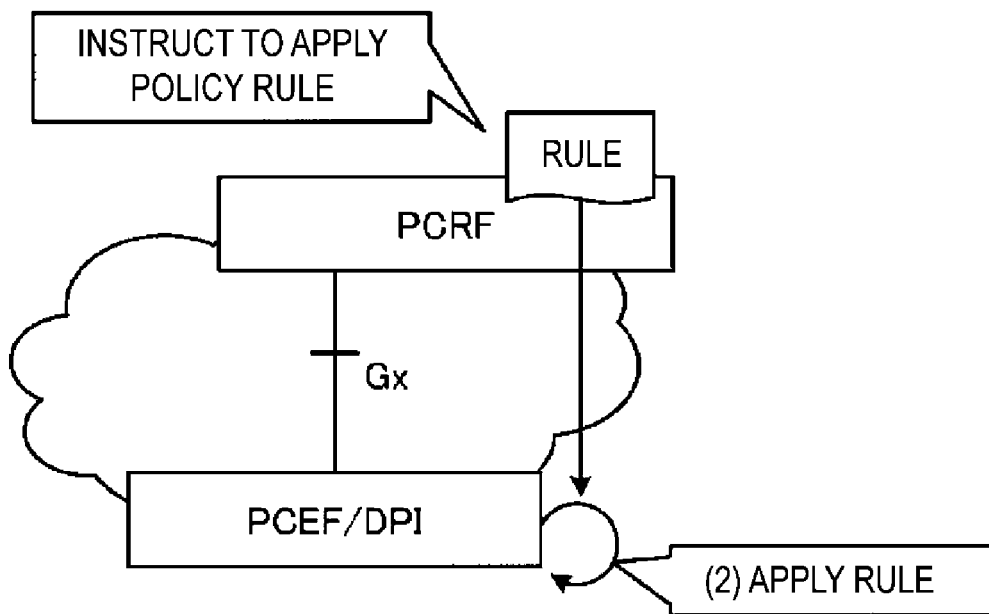 INSTRUCT TO APPLY
POLICY RULE
RULE
PCRF
Gx
PCEF/DPI
(2) APPLY RULE